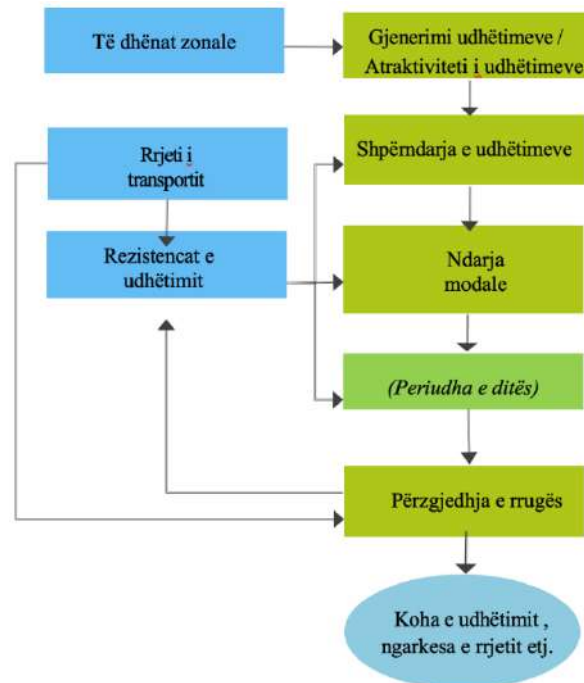 Të dhënat zonale
Gjenerimi udhëtimeve /
Atraktiviteti i udhëtimeve
Rrjeti i
transportit
Shpërndarja e udhëtimeve
Rezistencat e
udhëtimit
Ndarja
modale
(Periudha e ditës)
Përzgjedhja e rrugës
Koha e udhëtimit ,
ngarkesa e rrjetit etj.